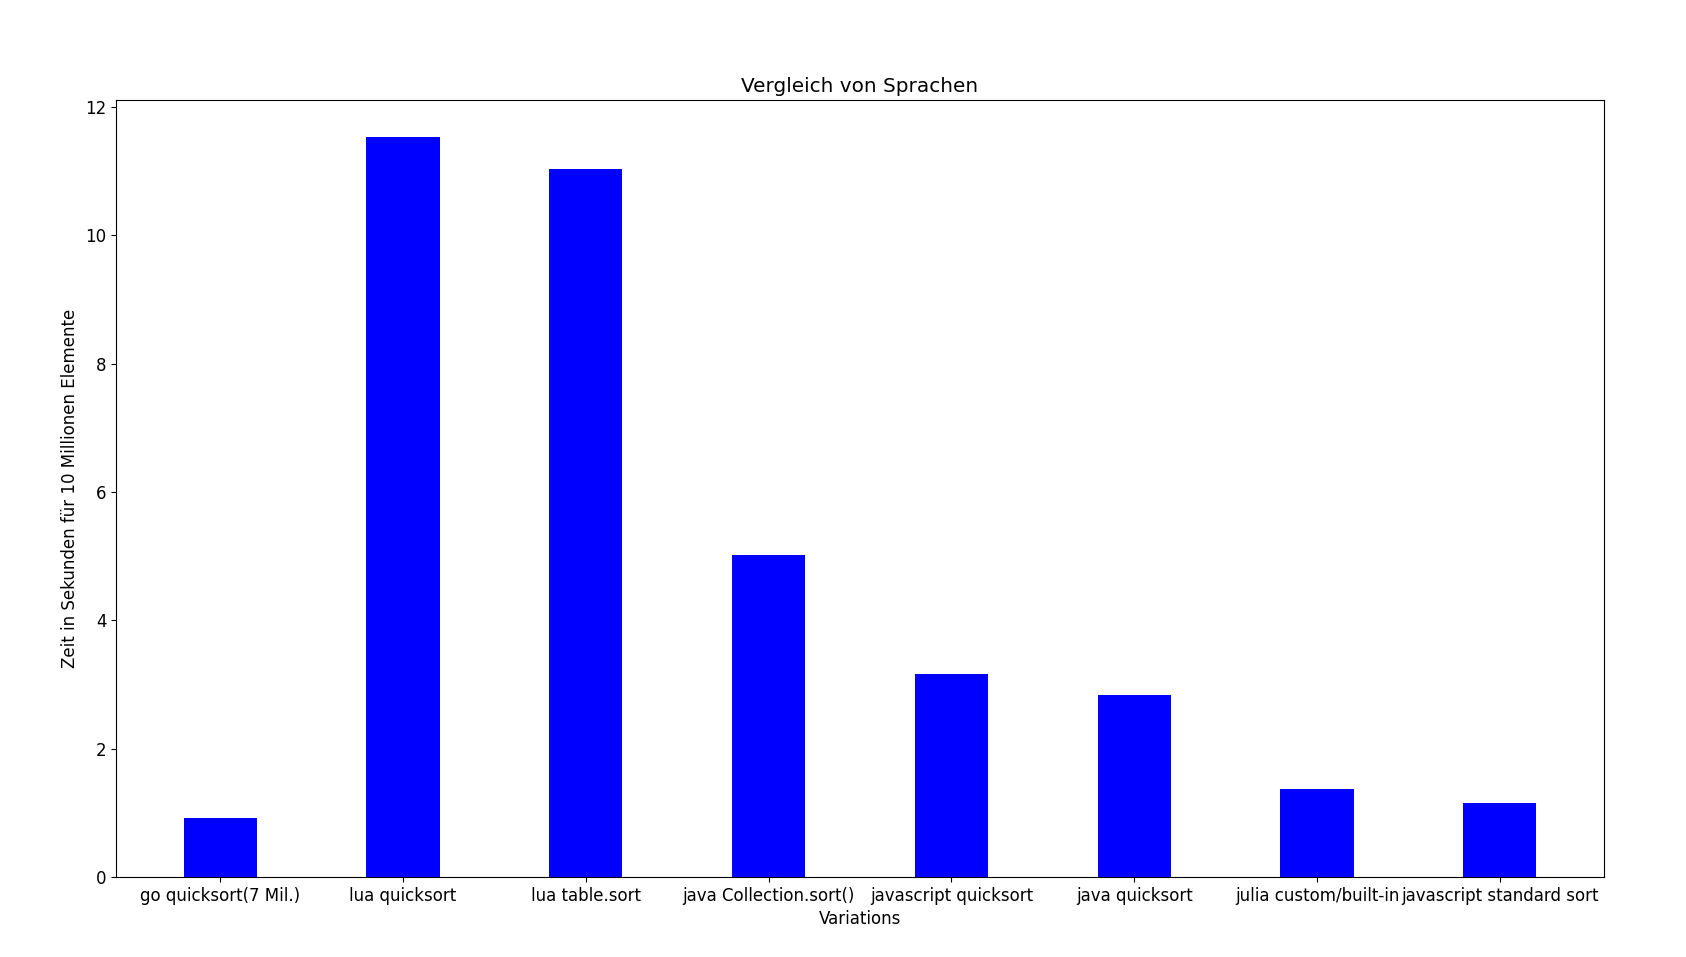 Vergleich von Sprachen
12
10
8
6
4
2
0
Zeit in Sekunden für 10 Millionen Elemente
go quicksort(7 Mil.)
lua quicksort
lua table.sort
java Collection.sort()
javascript quicksort
java quicksort
julia custom/built-in
javascript standard sort
Variations